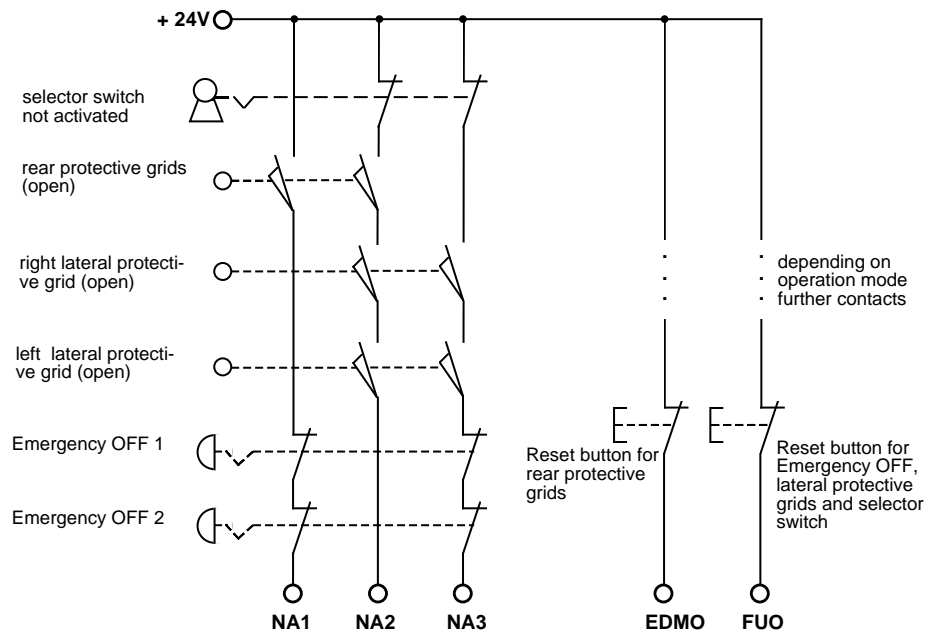 + 24V
selector switch
not activated
rear protective grids
(open)
right lateral protecti-
ve grid (open)
depending on
operation mode
further contacts
left  lateral protecti-
ve grid (open)
Emergency OFF 1
Reset button for
rear protective
grids
Reset button for
Emergency OFF,
lateral protective
grids and selector
switch
Emergency OFF 2
NA1 NA2 NA3 EDMO FUO